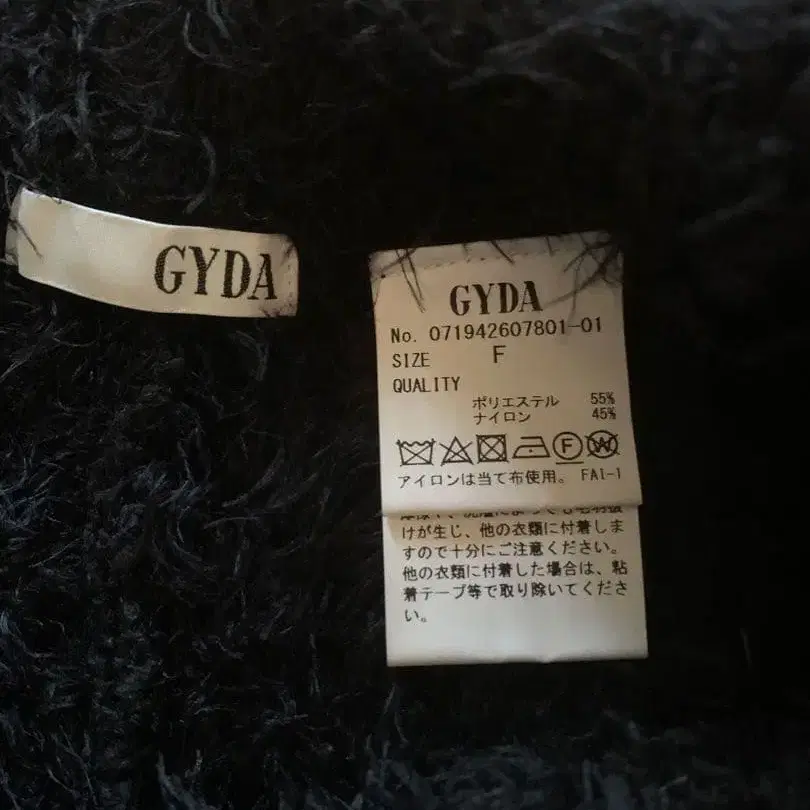 GYDA
GYDA
No. 071942607801-01
SIZE F
QUALITY
ポリエステル 55%
ナイロン 45%
F
W
アイロンは当て布使用。 FAI-1
けが生じ、他の衣類に付着しま
すので十分にご注意ください。
他の衣類に付着した場合は、粘
着テープ等で取り除いてくださ
い。